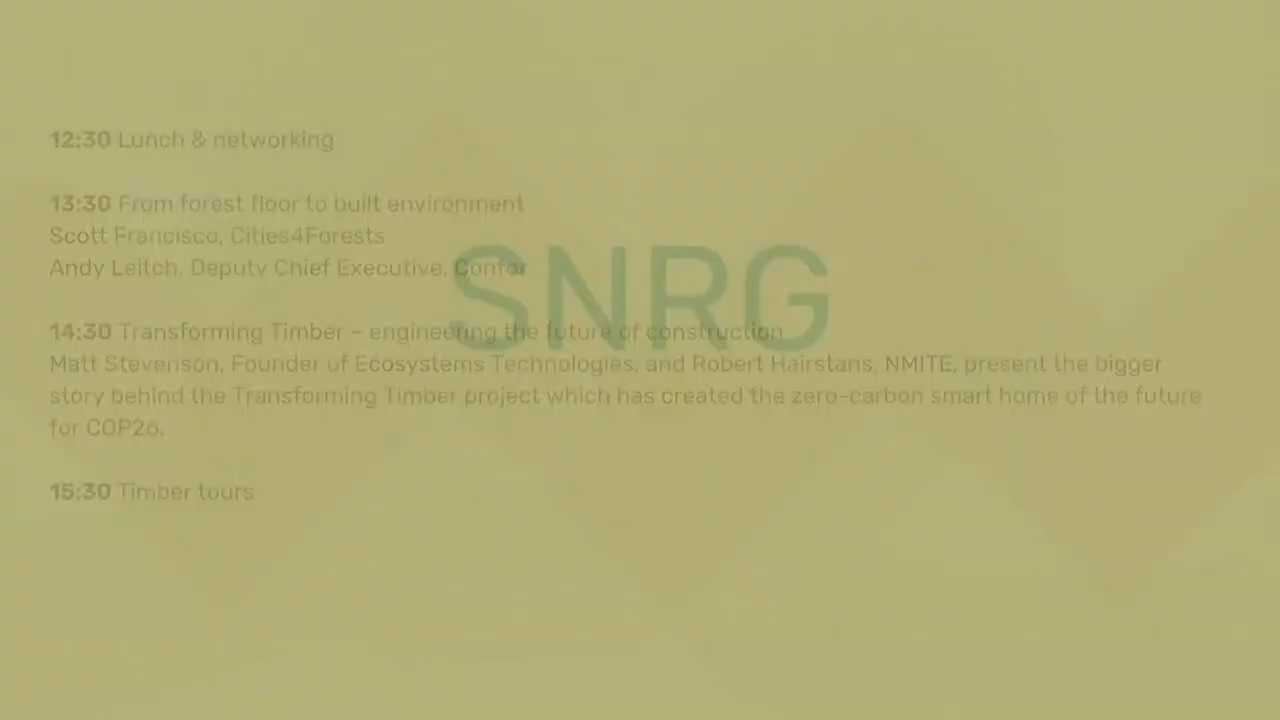 12:30 Lunch & networking
13:30 From forest floor to built environment
Scott Francisco, Cities4Forests
Andy Leitch, Deputy Chief Executive, Confor
SNRG
14:30 Transforming Timber – engineering the future of construction
Matt Stevenson, Founder of Ecosystems Technologies, and Robert Hairstans, NMITE, present the bigger
story behind the Transforming Timber project which has created the zero-carbon smart home of the future
for COP26.
15:30 Timber tours